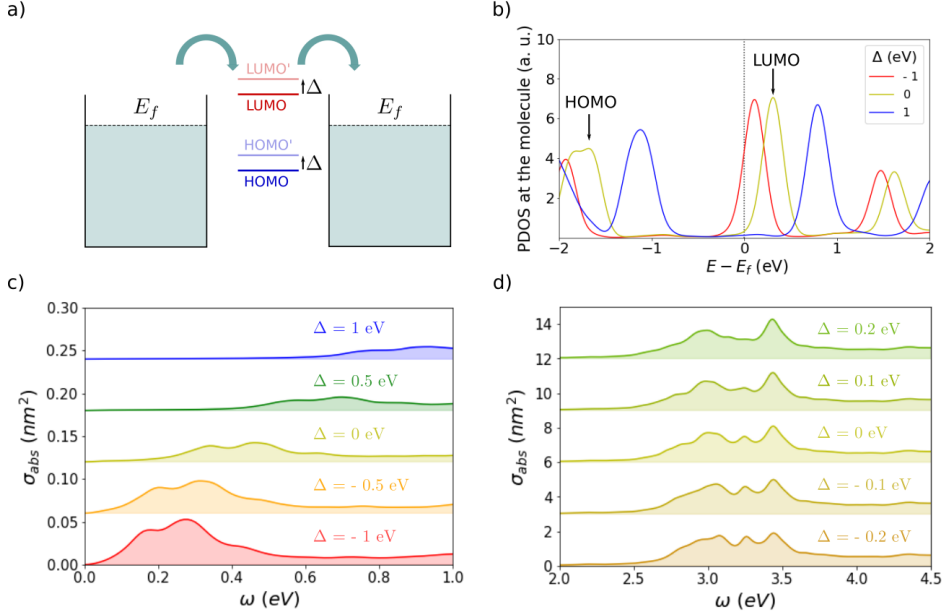 a)
E_f
LUMO'
Δ
LUMO
HOMO'
Δ
HOMO
E_f
b)
PDOS at the molecule (a. u.)
10
8
6
4
2
HOMO
LUMO
Δ (eV)
- 1
0
1
−2
−1
0
1
2
E − E_f (eV)
c)
σ_abs (nm²)
0.30
0.25
0.20
0.15
0.10
0.05
0.00
Δ = 1 eV
Δ = 0.5 eV
Δ = 0 eV
Δ = - 0.5 eV
Δ = - 1 eV
0.0
0.2
0.4
0.6
0.8
1.0
ω (eV)
d)
σ_abs (nm²)
14
12
10
8
6
4
2
0
Δ = 0.2 eV
Δ = 0.1 eV
Δ = 0 eV
Δ = - 0.1 eV
Δ = - 0.2 eV
2.0
2.5
3.0
3.5
4.0
4.5
ω (eV)